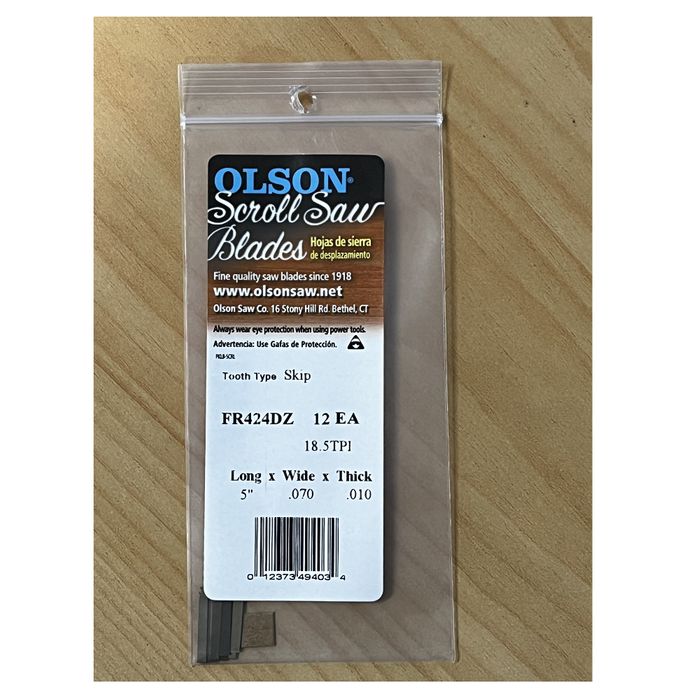 OLSON®
Scroll Saw
Blades
Hojas de sierra
de desplazamiento
Fine quality saw blades since 1918
www.olsonsaw.net
Olson Saw Co. 16 Stony Hill Rd. Bethel, CT
Always wear eye protection when using power tools.
Advertencia: Use Gafas de Protección.
PKLB-SCRL
Tooth Type Skip
FR424DZ 12 EA
18.5TPI
Long x Wide x Thick
5" .070 .010
0 12373 49403 4